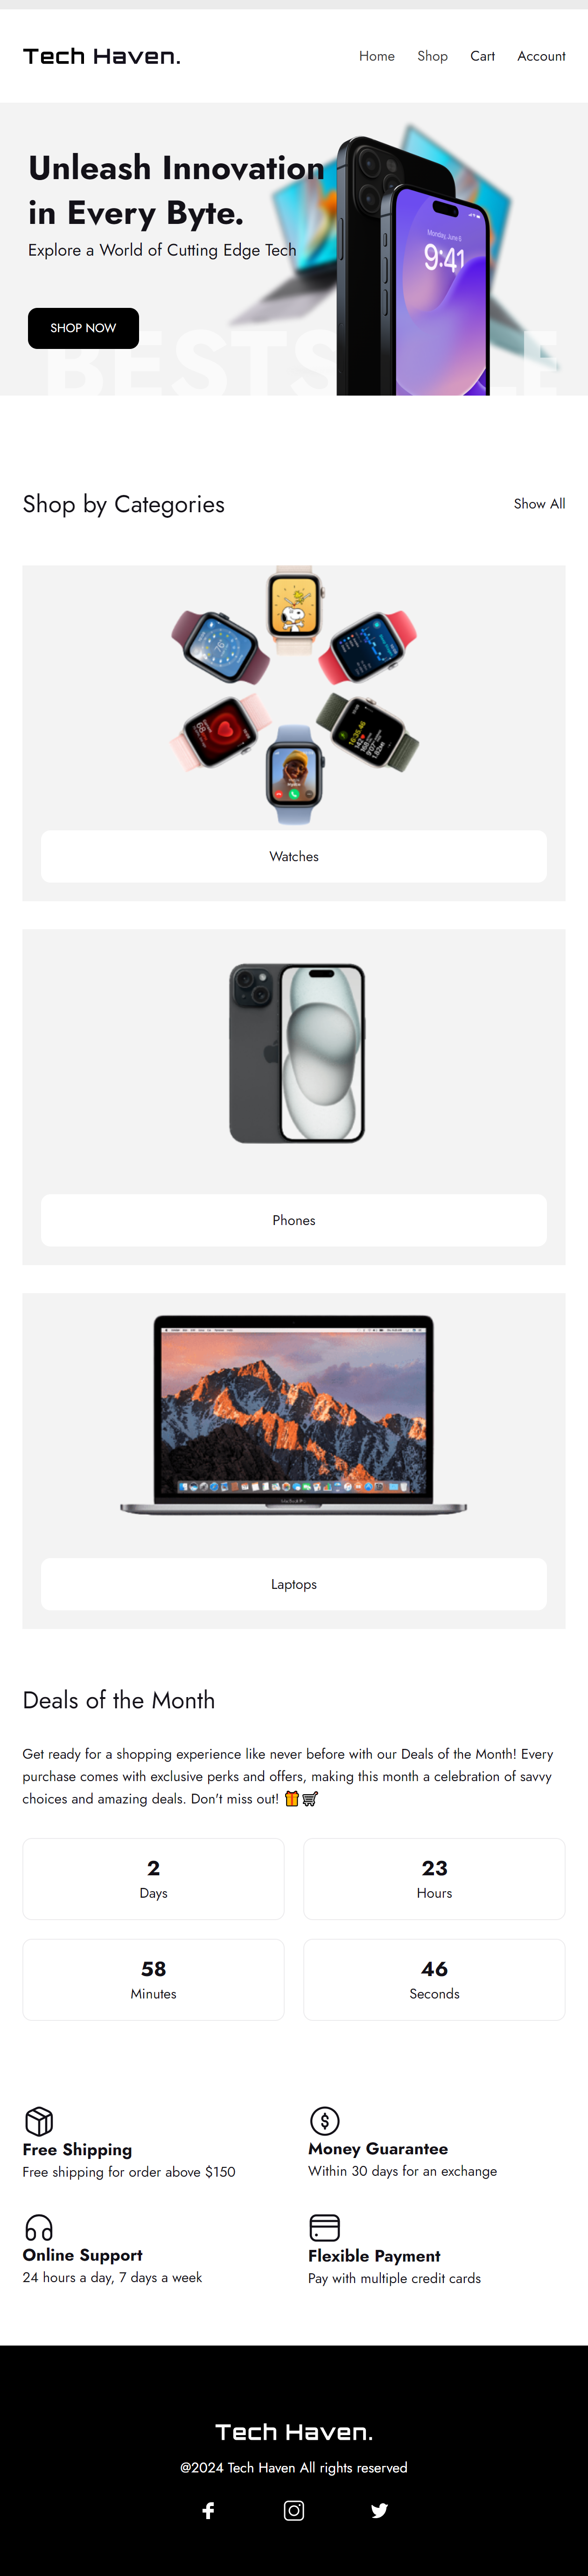 Tech Haven.
Home Shop Cart Account
Unleash Innovation
in Every Byte.
Explore a World of Cutting Edge Tech
Monday, June 6
9:41
SHOP NOW
Shop by Categories
Show All
Watches
Phones
Laptops
Deals of the Month
Get ready for a shopping experience like never before with our Deals of the Month! Every
purchase comes with exclusive perks and offers, making this month a celebration of savvy
choices and amazing deals. Don't miss out! 🎁🛒
2
Days
23
Hours
58
Minutes
46
Seconds
Free Shipping
Free shipping for order above $150
Money Guarantee
Within 30 days for an exchange
Online Support
24 hours a day, 7 days a week
Flexible Payment
Pay with multiple credit cards
Tech Haven.
@2024 Tech Haven All rights reserved